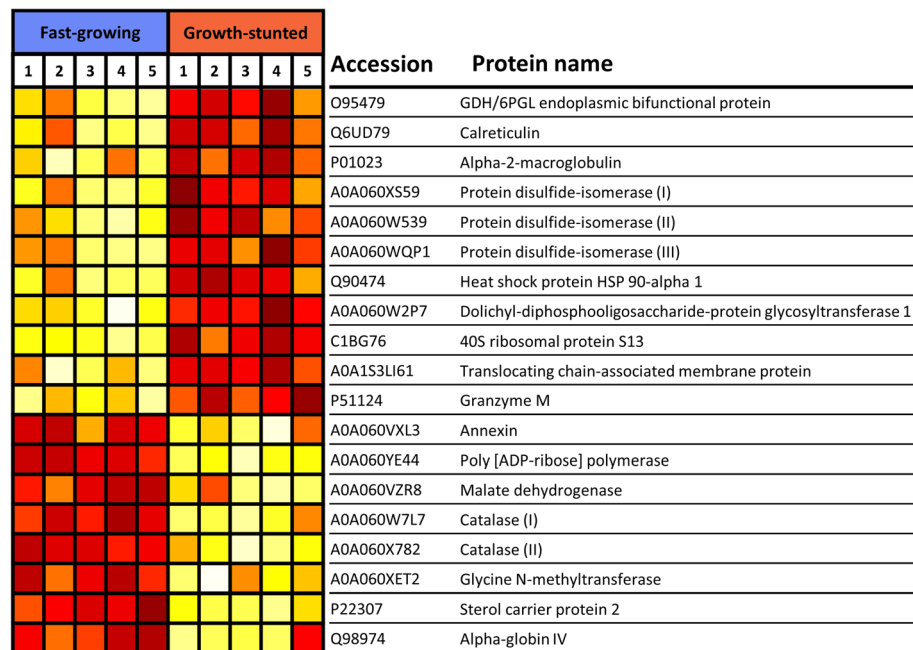 Fast-growing Growth-stunted
1 2 3 4 5 1 2 3 4 5 Accession Protein name
O95479 GDH/6PGL endoplasmic bifunctional protein
Q6UD79 Calreticulin
P01023 Alpha-2-macroglobulin
A0A060XS59 Protein disulfide-isomerase (I)
A0A060W539 Protein disulfide-isomerase (II)
A0A060WQP1 Protein disulfide-isomerase (III)
Q90474 Heat shock protein HSP 90-alpha 1
A0A060W2P7 Dolichyl-diphosphooligosaccharide-protein glycosyltransferase 1
C1BG76 40S ribosomal protein S13
A0A1S3LI61 Translocating chain-associated membrane protein
P51124 Granzyme M
A0A060VXL3 Annexin
A0A060YE44 Poly [ADP-ribose] polymerase
A0A060VZR8 Malate dehydrogenase
A0A060W7L7 Catalase (I)
A0A060X782 Catalase (II)
A0A060XET2 Glycine N-methyltransferase
P22307 Sterol carrier protein 2
Q98974 Alpha-globin IV